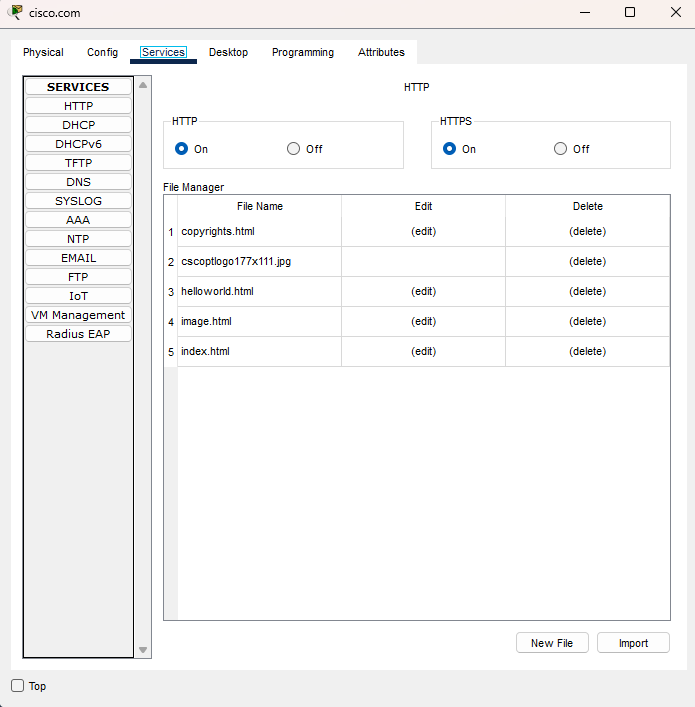 cisco.com
Physical Config Services Desktop Programming Attributes
SERVICES
HTTP
DHCP
DHCPv6
TFTP
DNS
SYSLOG
AAA
NTP
EMAIL
FTP
IoT
VM Management
Radius EAP
HTTP
HTTP
On Off
HTTPS
On Off
File Manager
File Name Edit Delete
1 copyrights.html (edit) (delete)
2 cscoptlogo177x111.jpg (delete)
3 helloworld.html (edit) (delete)
4 image.html (edit) (delete)
5 index.html (edit) (delete)
New File Import
Top